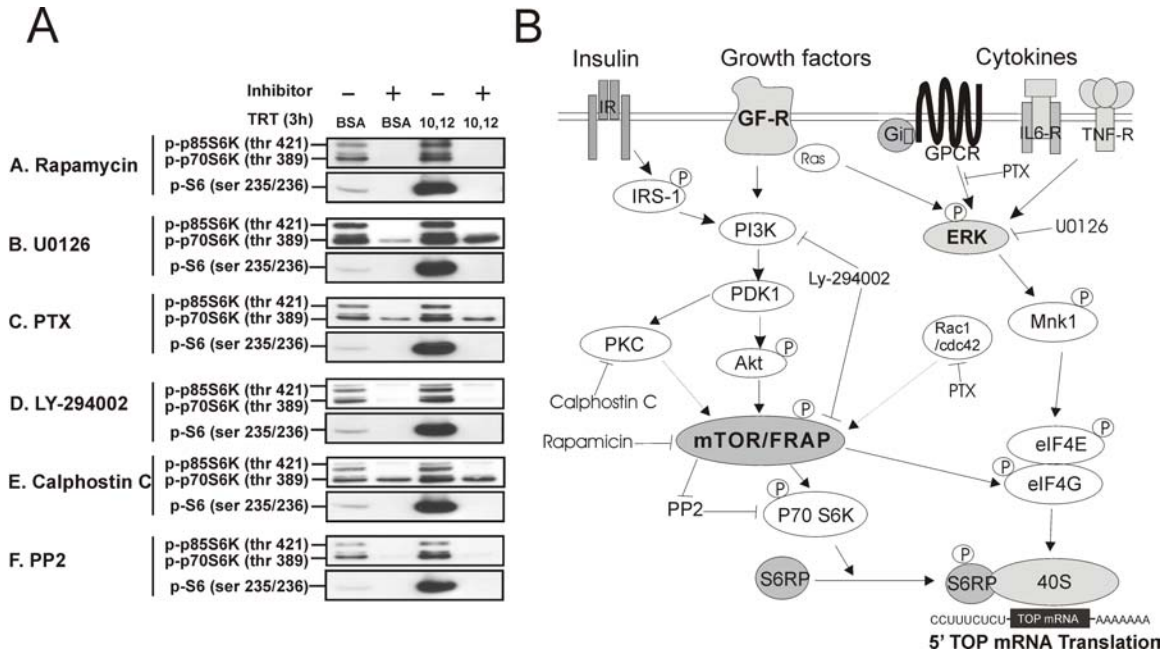 A
Inhibitor – + – +
TRT (3h) BSA BSA 10,12 10,12
A. Rapamycin
p-p85S6K (thr 421)
p-p70S6K (thr 389)
p-S6 (ser 235/236)
B. U0126
p-p85S6K (thr 421)
p-p70S6K (thr 389)
p-S6 (ser 235/236)
C. PTX
p-p85S6K (thr 421)
p-p70S6K (thr 389)
p-S6 (ser 235/236)
D. LY-294002
p-p85S6K (thr 421)
p-p70S6K (thr 389)
p-S6 (ser 235/236)
E. Calphostin C
p-p85S6K (thr 421)
p-p70S6K (thr 389)
p-S6 (ser 235/236)
F. PP2
p-p85S6K (thr 421)
p-p70S6K (thr 389)
p-S6 (ser 235/236)
B
Insulin
Growth factors
Cytokines
IR
GF-R
Gi
GPCR
IL6-R
TNF-R
Ras
PTX
P
IRS-1
P
ERK
U0126
PI3K
Ly-294002
PDK1
P
Mnk1
PKC
P
Akt
Rac1
/cdc42
PTX
Calphostin C
P
mTOR/FRAP
Rapamicin
P
eIF4E
P
eIF4G
PP2
P
P70 S6K
S6RP
P
S6RP
40S
CCUUUCUCU
TOP mRNA
AAAAAAA
5' TOP mRNA Translation